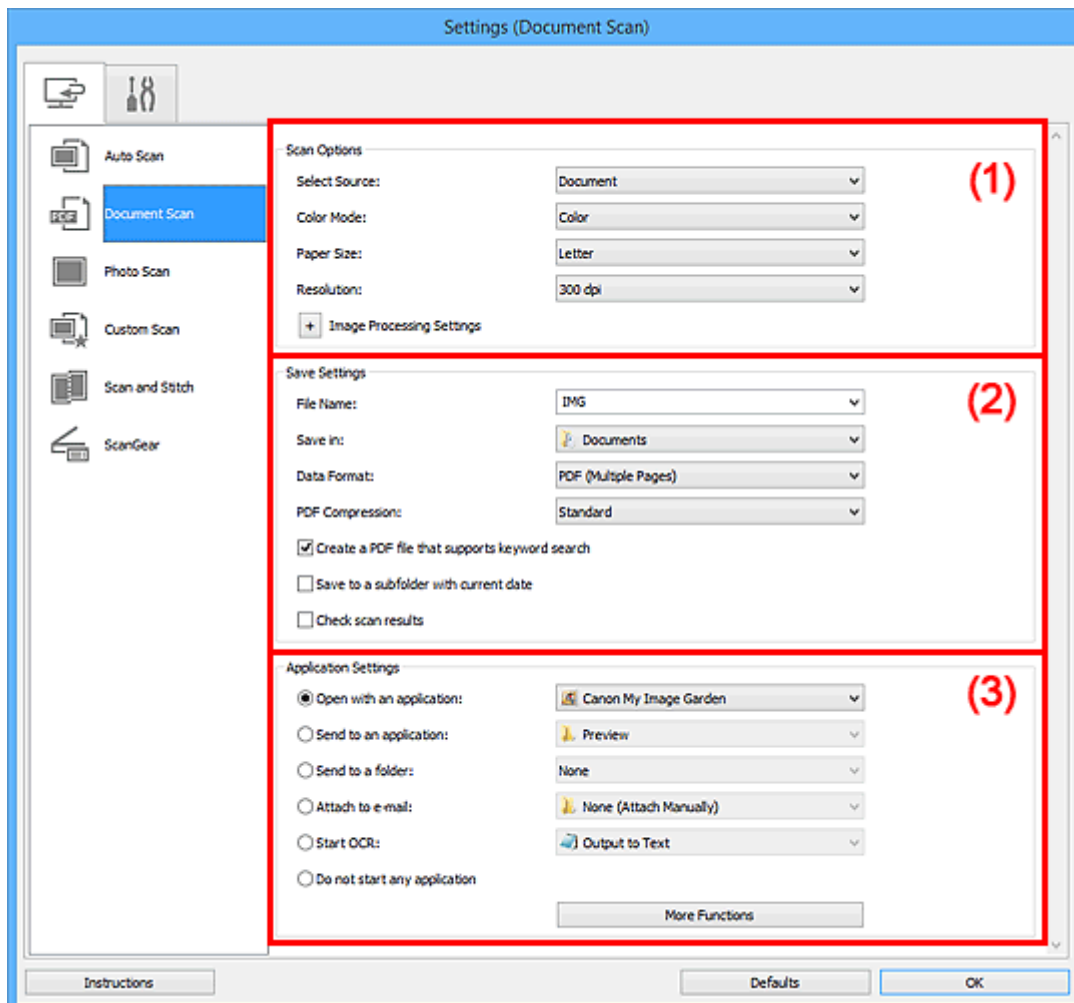 Settings (Document Scan)
Auto Scan
Document Scan
Photo Scan
Custom Scan
Scan and Stitch
ScanGear
(1)
Scan Options
Select Source: Document
Color Mode: Color
Paper Size: Letter
Resolution: 300 dpi
+ Image Processing Settings
(2)
Save Settings
File Name: IMG
Save in: Documents
Data Format: PDF (Multiple Pages)
PDF Compression: Standard
Create a PDF file that supports keyword search
Save to a subfolder with current date
Check scan results
(3)
Application Settings
Open with an application: Canon My Image Garden
Send to an application: Preview
Send to a folder: None
Attach to e-mail: None (Attach Manually)
Start OCR: Output to Text
Do not start any application
More Functions
Instructions Defaults OK